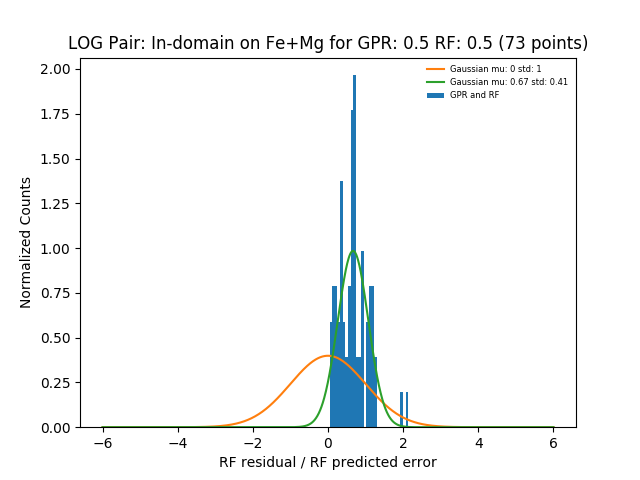 LOG Pair: In-domain on Fe+Mg for GPR: 0.5 RF: 0.5 (73 points)
Gaussian mu: 0 std: 1
Gaussian mu: 0.67 std: 0.41
GPR and RF
2.00
1.75
1.50
1.25
1.00
0.75
0.50
0.25
0.00
Normalized Counts
−6 −4 −2 0 2 4 6
RF residual / RF predicted error